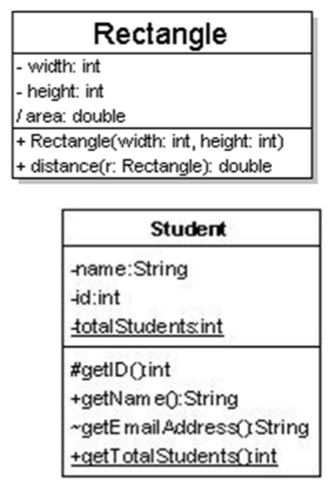 Rectangle
- width: int
- height: int
/ area: double
+ Rectangle(width: int, height: int)
+ distance(r: Rectangle): double
Student
-name:String
-id:int
-totalStudents:int
#getID():int
+getName():String
~getEmailAddress():String
+getTotalStudents():int